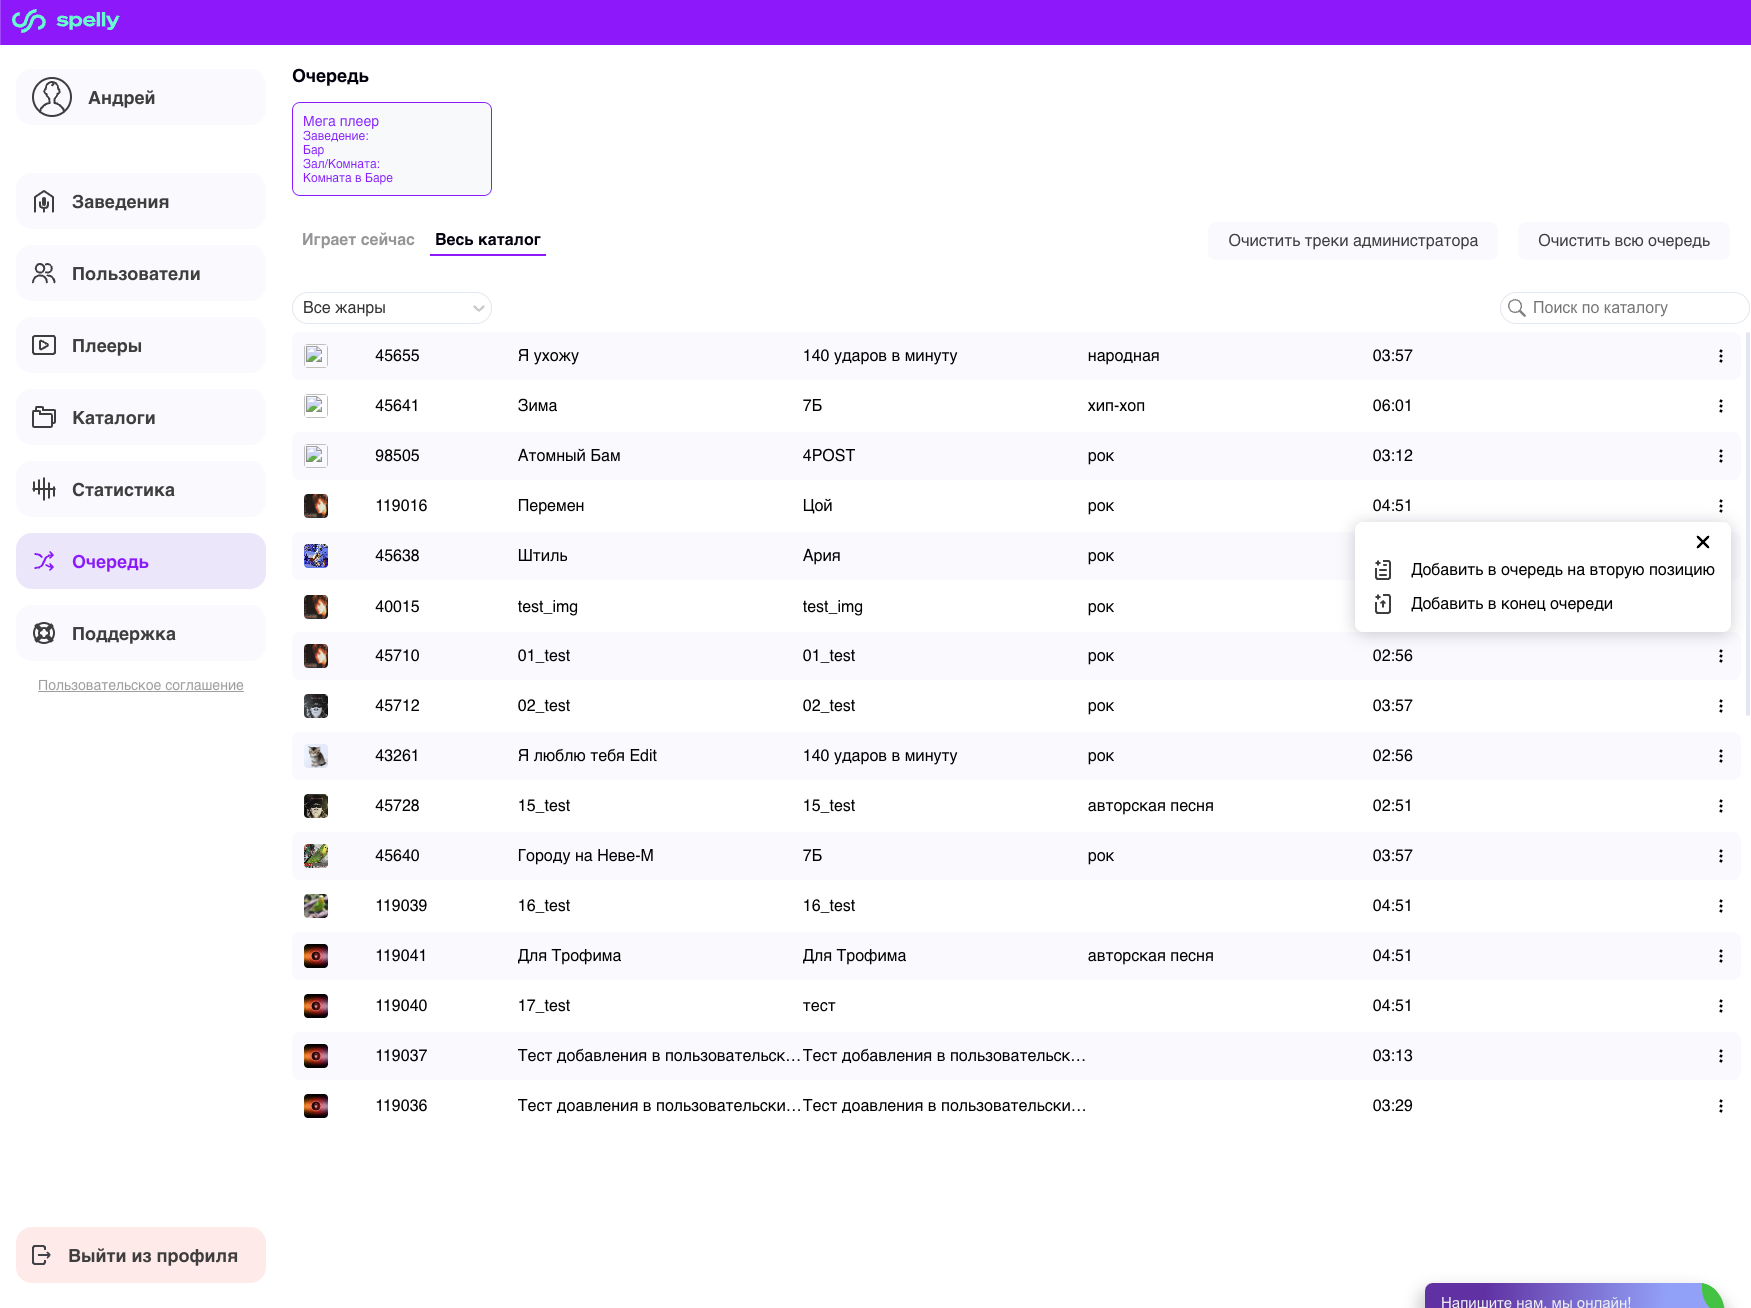 spelly
Андрей
Заведения
Пользователи
Плееры
Каталоги
Статистика
Очередь
Поддержка
Пользовательское соглашение
Выйти из профиля
Очередь
Мега плеер
Заведение:
Бар
Зал/Комната:
Комната в Баре
Играет сейчас Весь каталог Очистить треки администратора Очистить всю очередь
Все жанры Поиск по каталогу
45655 Я ухожу 140 ударов в минуту народная 03:57
45641 Зима 7Б хип-хоп 06:01
98505 Атомный Бам 4POST рок 03:12
119016 Перемен Цой рок 04:51
45638 Штиль Ария рок
40015 test_img test_img рок
Добавить в очередь на вторую позицию
Добавить в конец очереди
45710 01_test 01_test рок 02:56
45712 02_test 02_test рок 03:57
43261 Я люблю тебя Edit 140 ударов в минуту рок 02:56
45728 15_test 15_test авторская песня 02:51
45640 Городу на Неве-М 7Б рок 03:57
119039 16_test 16_test 04:51
119041 Для Трофима Для Трофима авторская песня 04:51
119040 17_test тест 04:51
119037 Тест добавления в пользовательск... Тест добавления в пользовательск... 03:13
119036 Тест доавления в пользовательски... Тест доавления в пользовательски... 03:29
Напишите нам, мы онлайн!